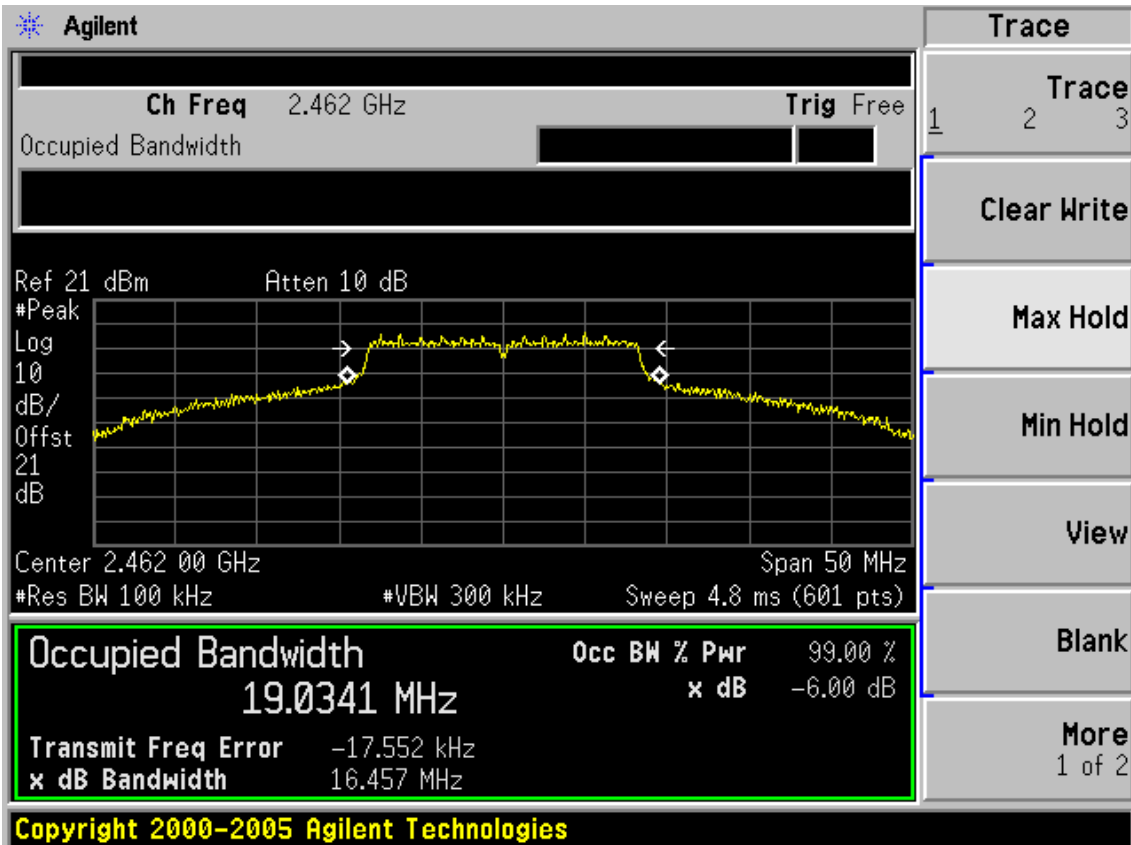 Agilent
Trace
Ch Freq 2.462 GHz Trig Free
Occupied Bandwidth
Trace
1 2 3
Clear Write
Max Hold
Min Hold
View
Blank
More
1 of 2
Ref 21 dBm Atten 10 dB
#Peak
Log
10
dB/
Offst
21
dB
Center 2.462 00 GHz Span 50 MHz
#Res BW 100 kHz #VBW 300 kHz Sweep 4.8 ms (601 pts)
Occupied Bandwidth Occ BW % Pwr 99.00 %
19.0341 MHz x dB -6.00 dB
Transmit Freq Error -17.552 kHz
x dB Bandwidth 16.457 MHz
Copyright 2000-2005 Agilent Technologies